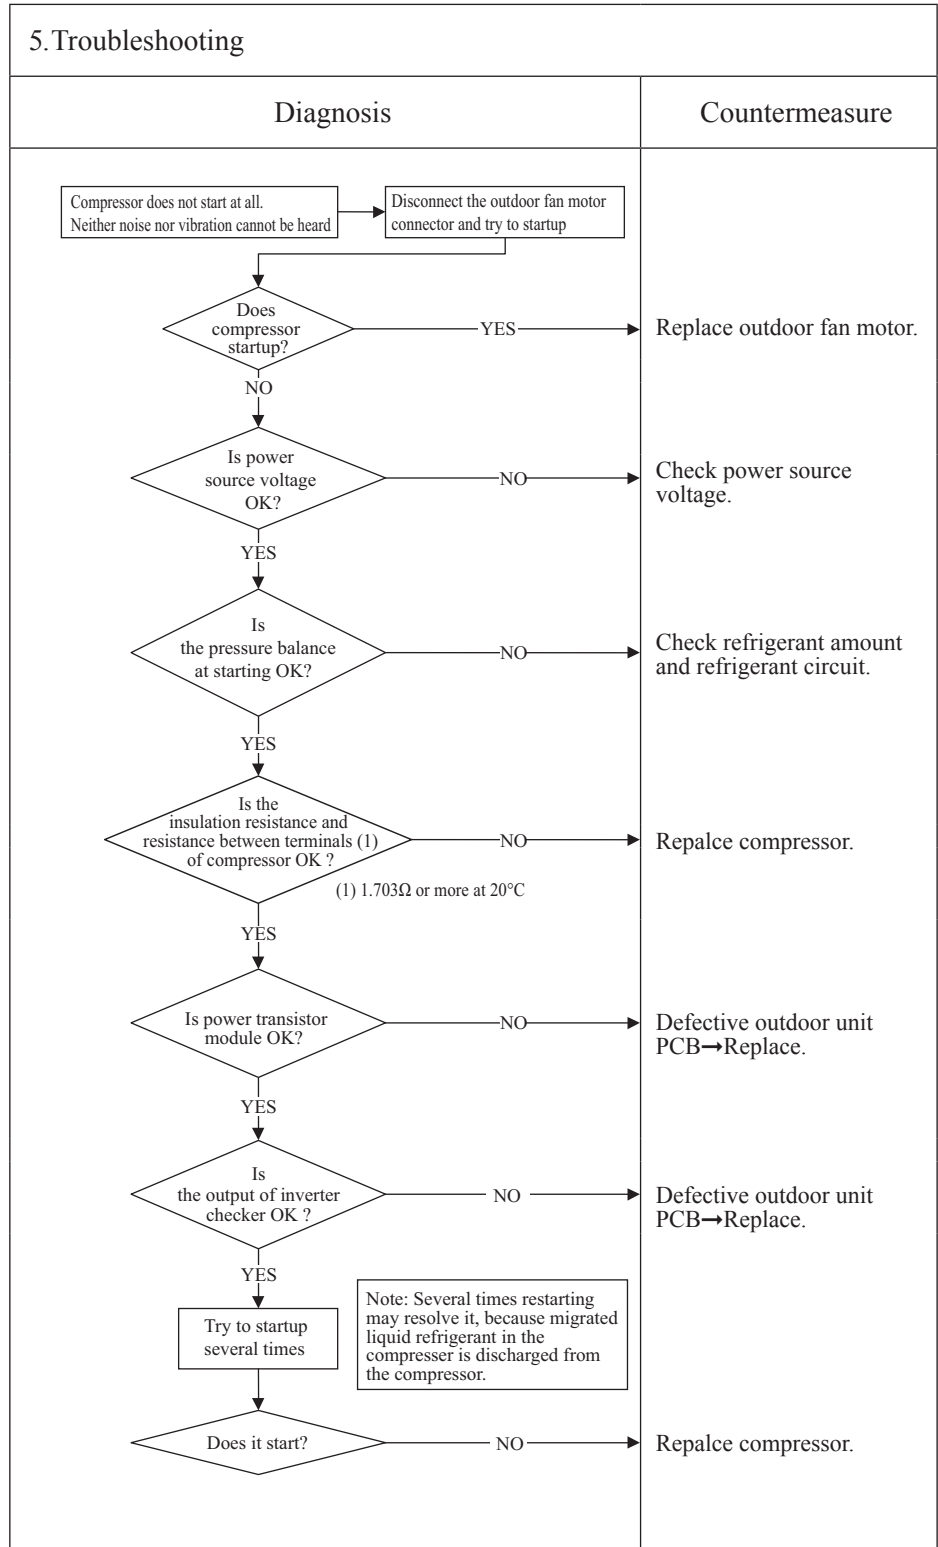 5.Troubleshooting
Diagnosis
Countermeasure
Compressor does not start at all.
Neither noise nor vibration cannot be heard
Disconnect the outdoor fan motor
connector and try to startup
Does
compressor
startup?
YES
Replace outdoor fan motor.
NO
Is power
source voltage
OK?
NO
Check power source
voltage.
YES
Is
the pressure balance
at starting OK?
NO
Check refrigerant amount
and refrigerant circuit.
YES
Is the
insulation resistance and
resistance between terminals (1)
of compressor OK ?
NO
Repalce compressor.
(1) 1.703Ω or more at 20°C
YES
Is power transistor
module OK?
NO
Defective outdoor unit
PCB→Replace.
YES
Is
the output of inverter
checker OK ?
NO
Defective outdoor unit
PCB→Replace.
YES
Try to startup
several times
Note: Several times restarting
may resolve it, because migrated
liquid refrigerant in the
compresser is discharged from
the compressor.
Does it start?
NO
Repalce compressor.